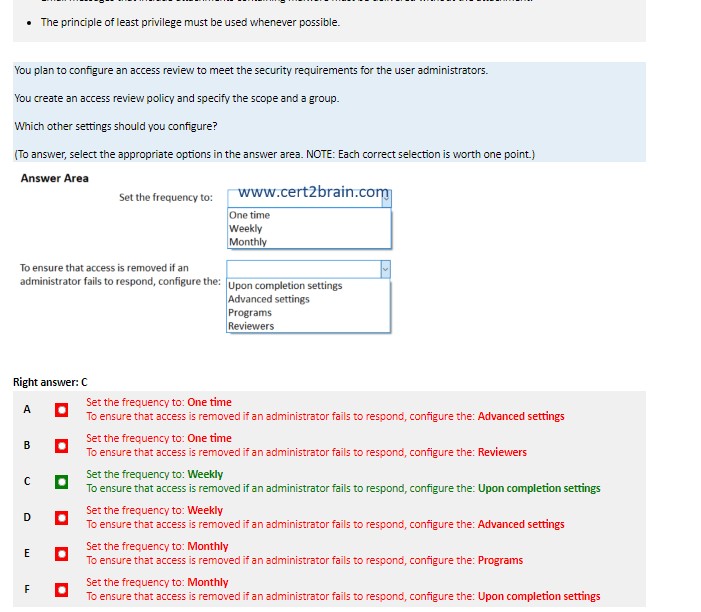 • The principle of least privilege must be used whenever possible.
You plan to configure an access review to meet the security requirements for the user administrators.
You create an access review policy and specify the scope and a group.
Which other settings should you configure?
(To answer, select the appropriate options in the answer area. NOTE: Each correct selection is worth one point.)
Answer Area
Set the frequency to:
www.cert2brain.com
One time
Weekly
Monthly
To ensure that access is removed if an
administrator fails to respond, configure the:
Upon completion settings
Advanced settings
Programs
Reviewers
Right answer: C
A
Set the frequency to: One time
To ensure that access is removed if an administrator fails to respond, configure the: Advanced settings
B
Set the frequency to: One time
To ensure that access is removed if an administrator fails to respond, configure the: Reviewers
C
Set the frequency to: Weekly
To ensure that access is removed if an administrator fails to respond, configure the: Upon completion settings
D
Set the frequency to: Weekly
To ensure that access is removed if an administrator fails to respond, configure the: Advanced settings
E
Set the frequency to: Monthly
To ensure that access is removed if an administrator fails to respond, configure the: Programs
F
Set the frequency to: Monthly
To ensure that access is removed if an administrator fails to respond, configure the: Upon completion settings